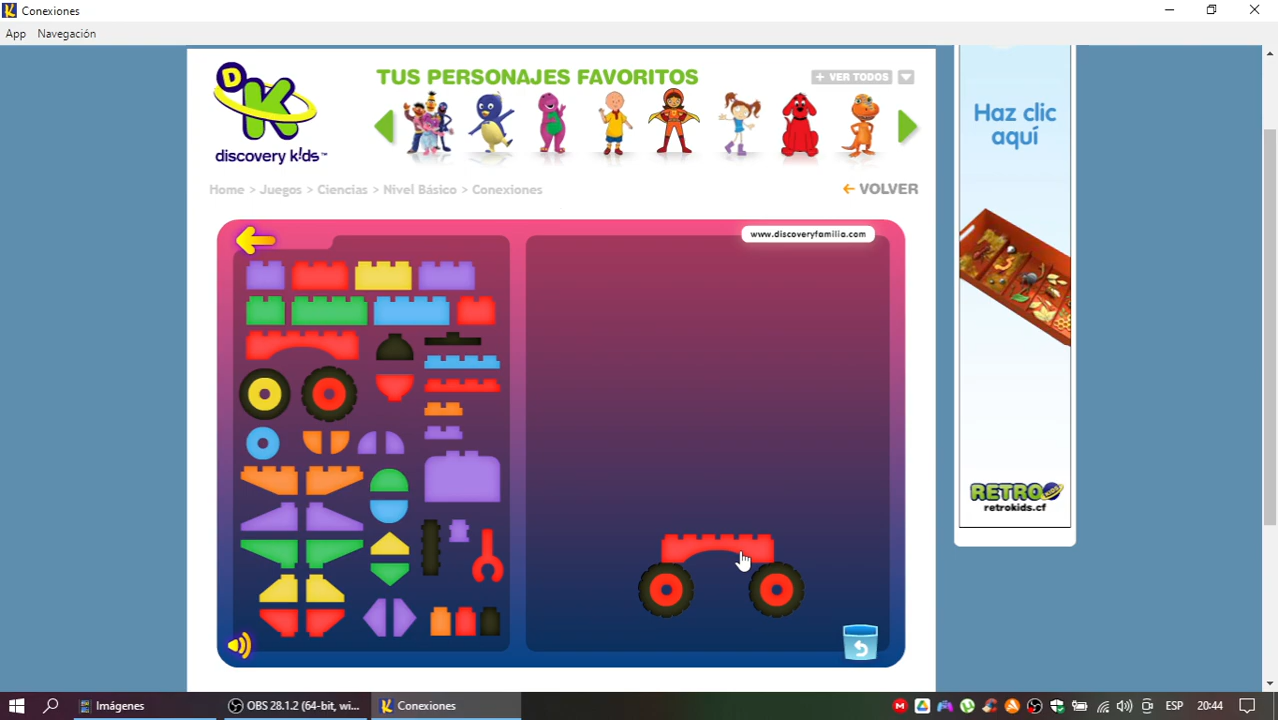 Conexiones
App Navegación
D K
discovery k!ds™
TUS PERSONAJES FAVORITOS
+ VER TODOS
Home > Juegos > Ciencias > Nivel Básico > Conexiones
VOLVER
www.discoveryfamilia.com
Haz clic
aquí
RETRO
retrokids.cf
Imágenes
OBS 28.1.2 (64-bit, wi...
Conexiones
ESP
20:44